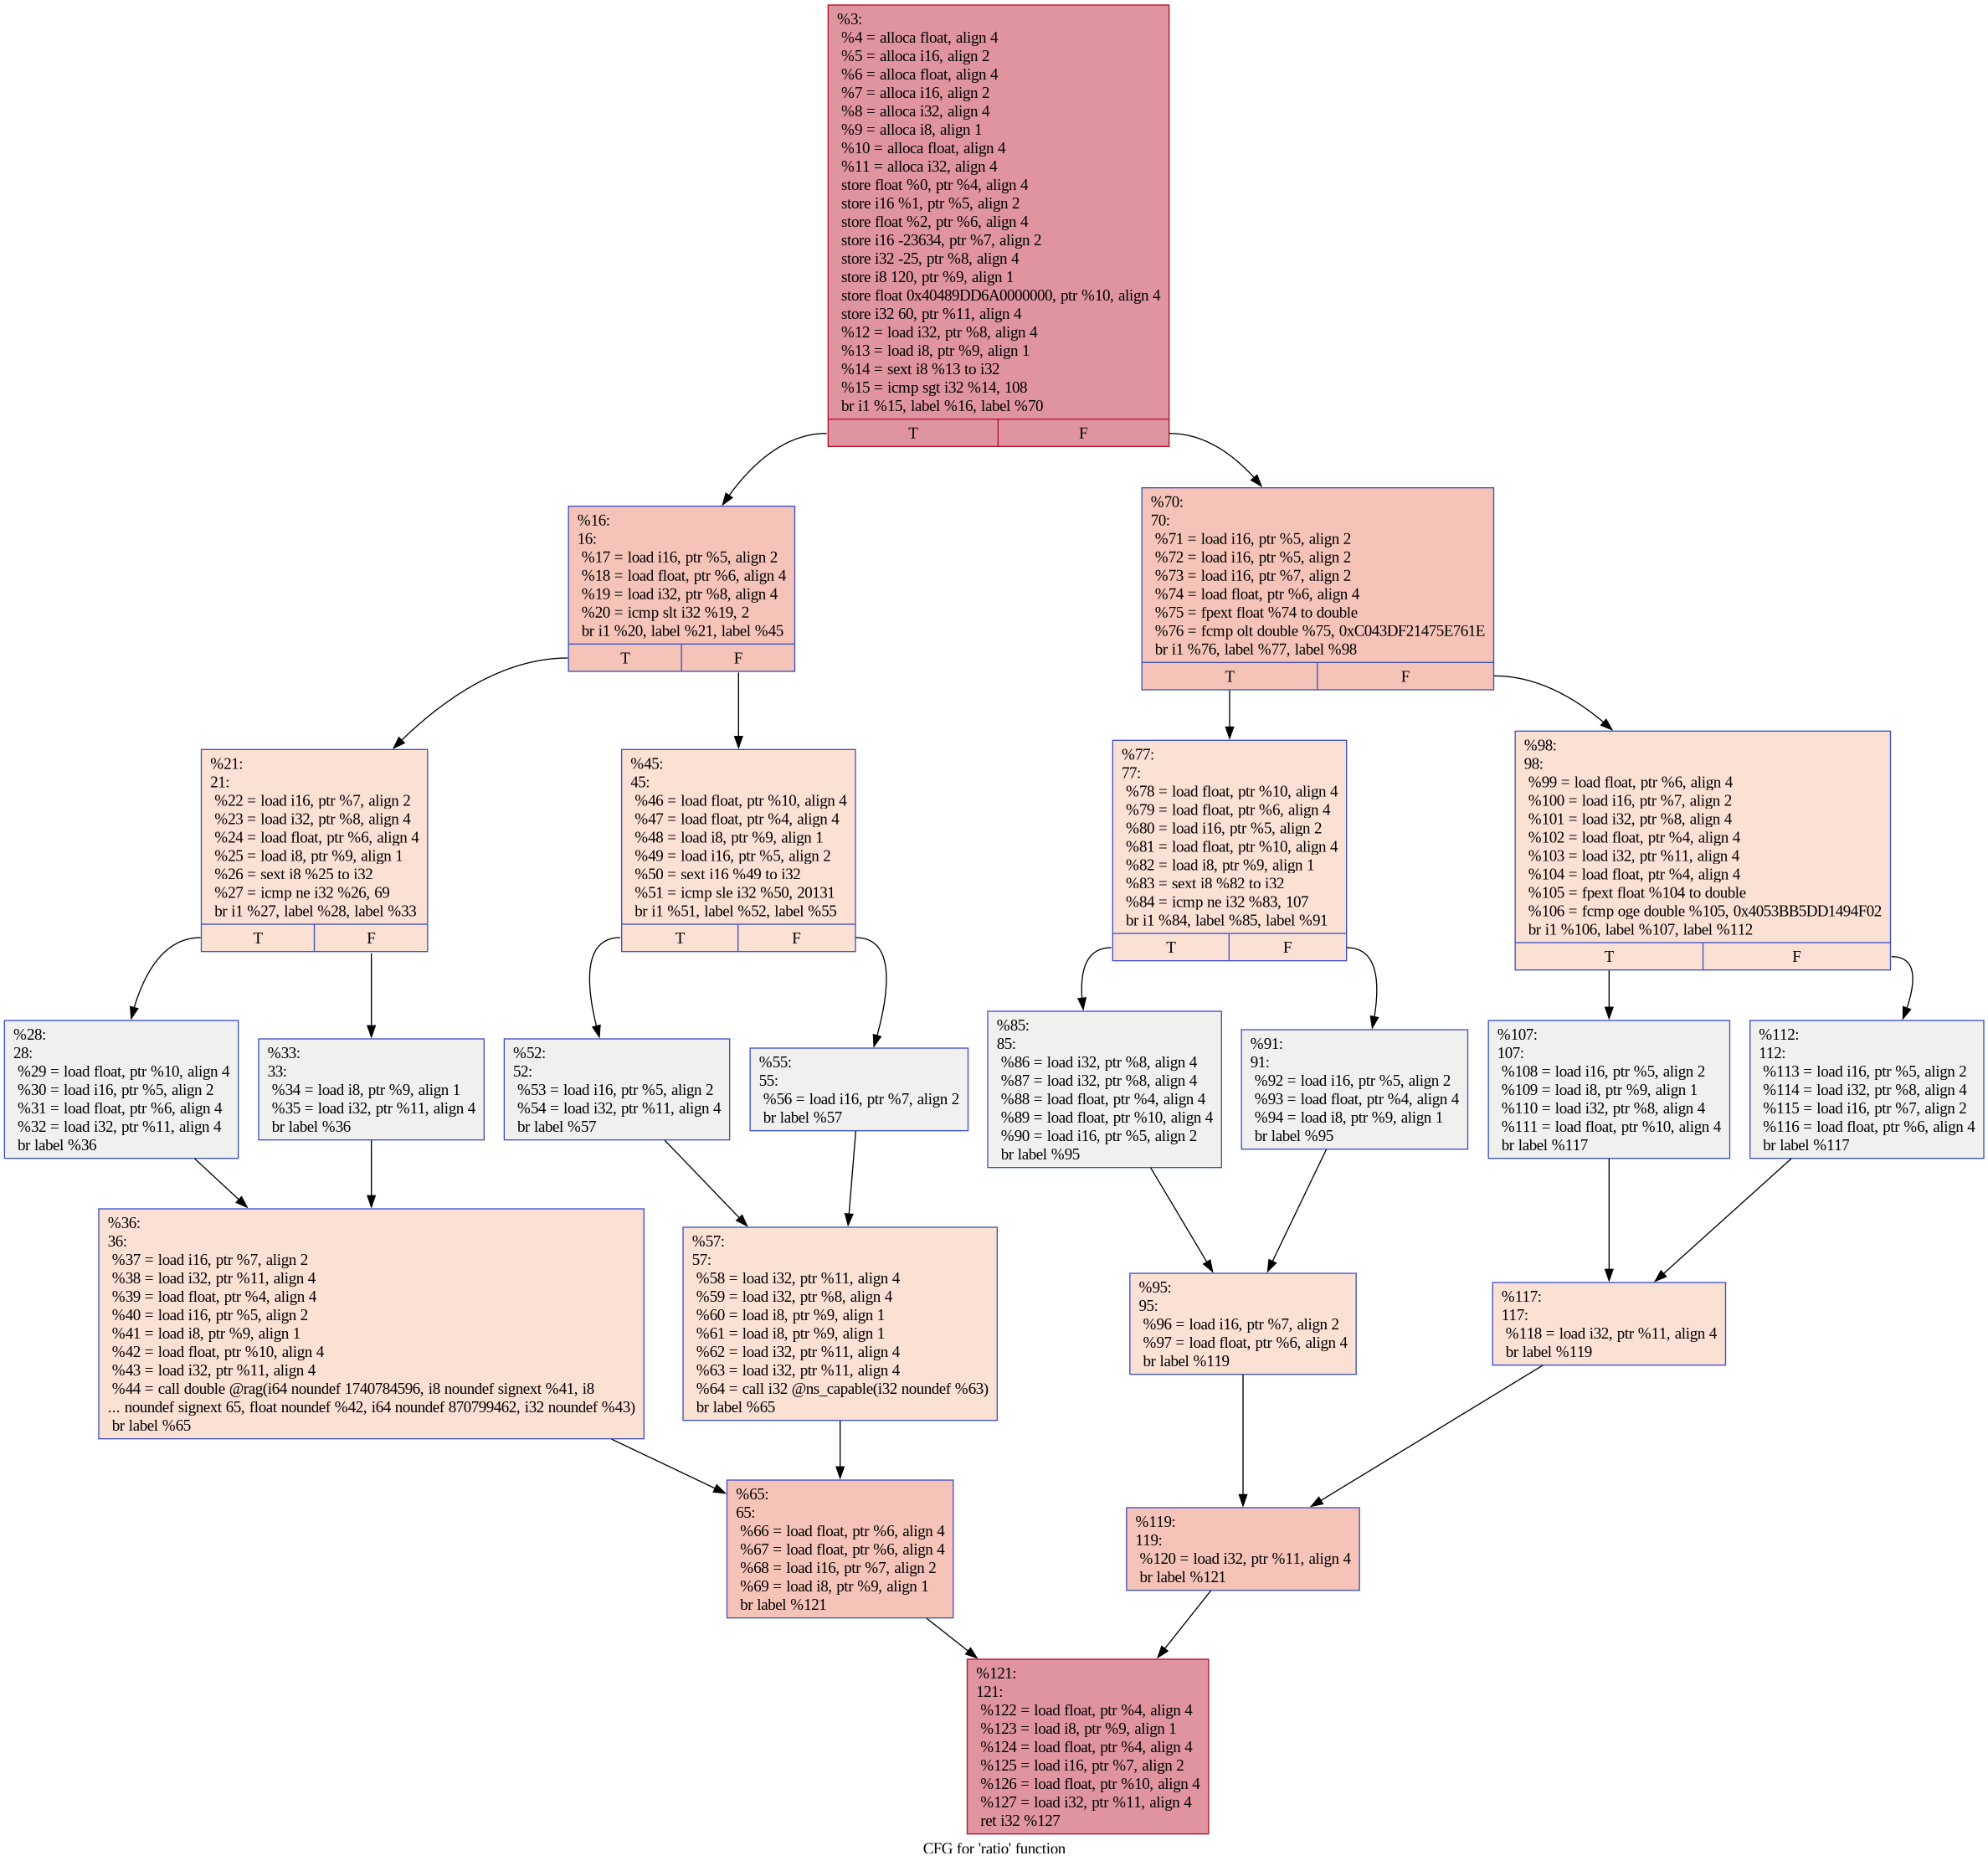 %3:
%4 = alloca float, align 4
%5 = alloca i16, align 2
%6 = alloca float, align 4
%7 = alloca i16, align 2
%8 = alloca i32, align 4
%9 = alloca i8, align 1
%10 = alloca float, align 4
%11 = alloca i32, align 4
store float %0, ptr %4, align 4
store i16 %1, ptr %5, align 2
store float %2, ptr %6, align 4
store i16 -23634, ptr %7, align 2
store i32 -25, ptr %8, align 4
store i8 120, ptr %9, align 1
store float 0x40489DD6A0000000, ptr %10, align 4
store i32 60, ptr %11, align 4
%12 = load i32, ptr %8, align 4
%13 = load i8, ptr %9, align 1
%14 = sext i8 %13 to i32
%15 = icmp sgt i32 %14, 108
br i1 %15, label %16, label %70
T F
%16:
16:
%17 = load i16, ptr %5, align 2
%18 = load float, ptr %6, align 4
%19 = load i32, ptr %8, align 4
%20 = icmp slt i32 %19, 2
br i1 %20, label %21, label %45
T F
%70:
70:
%71 = load i16, ptr %5, align 2
%72 = load i16, ptr %5, align 2
%73 = load i16, ptr %7, align 2
%74 = load float, ptr %6, align 4
%75 = fpext float %74 to double
%76 = fcmp olt double %75, 0xC043DF21475E761E
br i1 %76, label %77, label %98
T F
%21:
21:
%22 = load i16, ptr %7, align 2
%23 = load i32, ptr %8, align 4
%24 = load float, ptr %6, align 4
%25 = load i8, ptr %9, align 1
%26 = sext i8 %25 to i32
%27 = icmp ne i32 %26, 69
br i1 %27, label %28, label %33
T F
%45:
45:
%46 = load float, ptr %10, align 4
%47 = load float, ptr %4, align 4
%48 = load i8, ptr %9, align 1
%49 = load i16, ptr %5, align 2
%50 = sext i16 %49 to i32
%51 = icmp sle i32 %50, 20131
br i1 %51, label %52, label %55
T F
%77:
77:
%78 = load float, ptr %10, align 4
%79 = load float, ptr %6, align 4
%80 = load i16, ptr %5, align 2
%81 = load float, ptr %10, align 4
%82 = load i8, ptr %9, align 1
%83 = sext i8 %82 to i32
%84 = icmp ne i32 %83, 107
br i1 %84, label %85, label %91
T F
%98:
98:
%99 = load float, ptr %6, align 4
%100 = load i16, ptr %7, align 2
%101 = load i32, ptr %8, align 4
%102 = load float, ptr %4, align 4
%103 = load i32, ptr %11, align 4
%104 = load float, ptr %4, align 4
%105 = fpext float %104 to double
%106 = fcmp oge double %105, 0x4053BB5DD1494F02
br i1 %106, label %107, label %112
T F
%28:
28:
%29 = load float, ptr %10, align 4
%30 = load i16, ptr %5, align 2
%31 = load float, ptr %6, align 4
%32 = load i32, ptr %11, align 4
br label %36
%33:
33:
%34 = load i8, ptr %9, align 1
%35 = load i32, ptr %11, align 4
br label %36
%52:
52:
%53 = load i16, ptr %5, align 2
%54 = load i32, ptr %11, align 4
br label %57
%55:
55:
%56 = load i16, ptr %7, align 2
br label %57
%85:
85:
%86 = load i32, ptr %8, align 4
%87 = load i32, ptr %8, align 4
%88 = load float, ptr %4, align 4
%89 = load float, ptr %10, align 4
%90 = load i16, ptr %5, align 2
br label %95
%91:
91:
%92 = load i16, ptr %5, align 2
%93 = load float, ptr %4, align 4
%94 = load i8, ptr %9, align 1
br label %95
%107:
107:
%108 = load i16, ptr %5, align 2
%109 = load i8, ptr %9, align 1
%110 = load i32, ptr %8, align 4
%111 = load float, ptr %10, align 4
br label %117
%112:
112:
%113 = load i16, ptr %5, align 2
%114 = load i32, ptr %8, align 4
%115 = load i16, ptr %7, align 2
%116 = load float, ptr %6, align 4
br label %117
%36:
36:
%37 = load i16, ptr %7, align 2
%38 = load i32, ptr %11, align 4
%39 = load float, ptr %4, align 4
%40 = load i16, ptr %5, align 2
%41 = load i8, ptr %9, align 1
%42 = load float, ptr %10, align 4
%43 = load i32, ptr %11, align 4
%44 = call double @rag(i64 noundef 1740784596, i8 noundef signext %41, i8
... noundef signext 65, float noundef %42, i64 noundef 870799462, i32 noundef %43)
br label %65
%57:
57:
%58 = load i32, ptr %11, align 4
%59 = load i32, ptr %8, align 4
%60 = load i8, ptr %9, align 1
%61 = load i8, ptr %9, align 1
%62 = load i32, ptr %11, align 4
%63 = load i32, ptr %11, align 4
%64 = call i32 @ns_capable(i32 noundef %63)
br label %65
%95:
95:
%96 = load i16, ptr %7, align 2
%97 = load float, ptr %6, align 4
br label %119
%117:
117:
%118 = load i32, ptr %11, align 4
br label %119
%65:
65:
%66 = load float, ptr %6, align 4
%67 = load float, ptr %6, align 4
%68 = load i16, ptr %7, align 2
%69 = load i8, ptr %9, align 1
br label %121
%119:
119:
%120 = load i32, ptr %11, align 4
br label %121
%121:
121:
%122 = load float, ptr %4, align 4
%123 = load i8, ptr %9, align 1
%124 = load float, ptr %4, align 4
%125 = load i16, ptr %7, align 2
%126 = load float, ptr %10, align 4
%127 = load i32, ptr %11, align 4
ret i32 %127
CFG for 'ratio' function